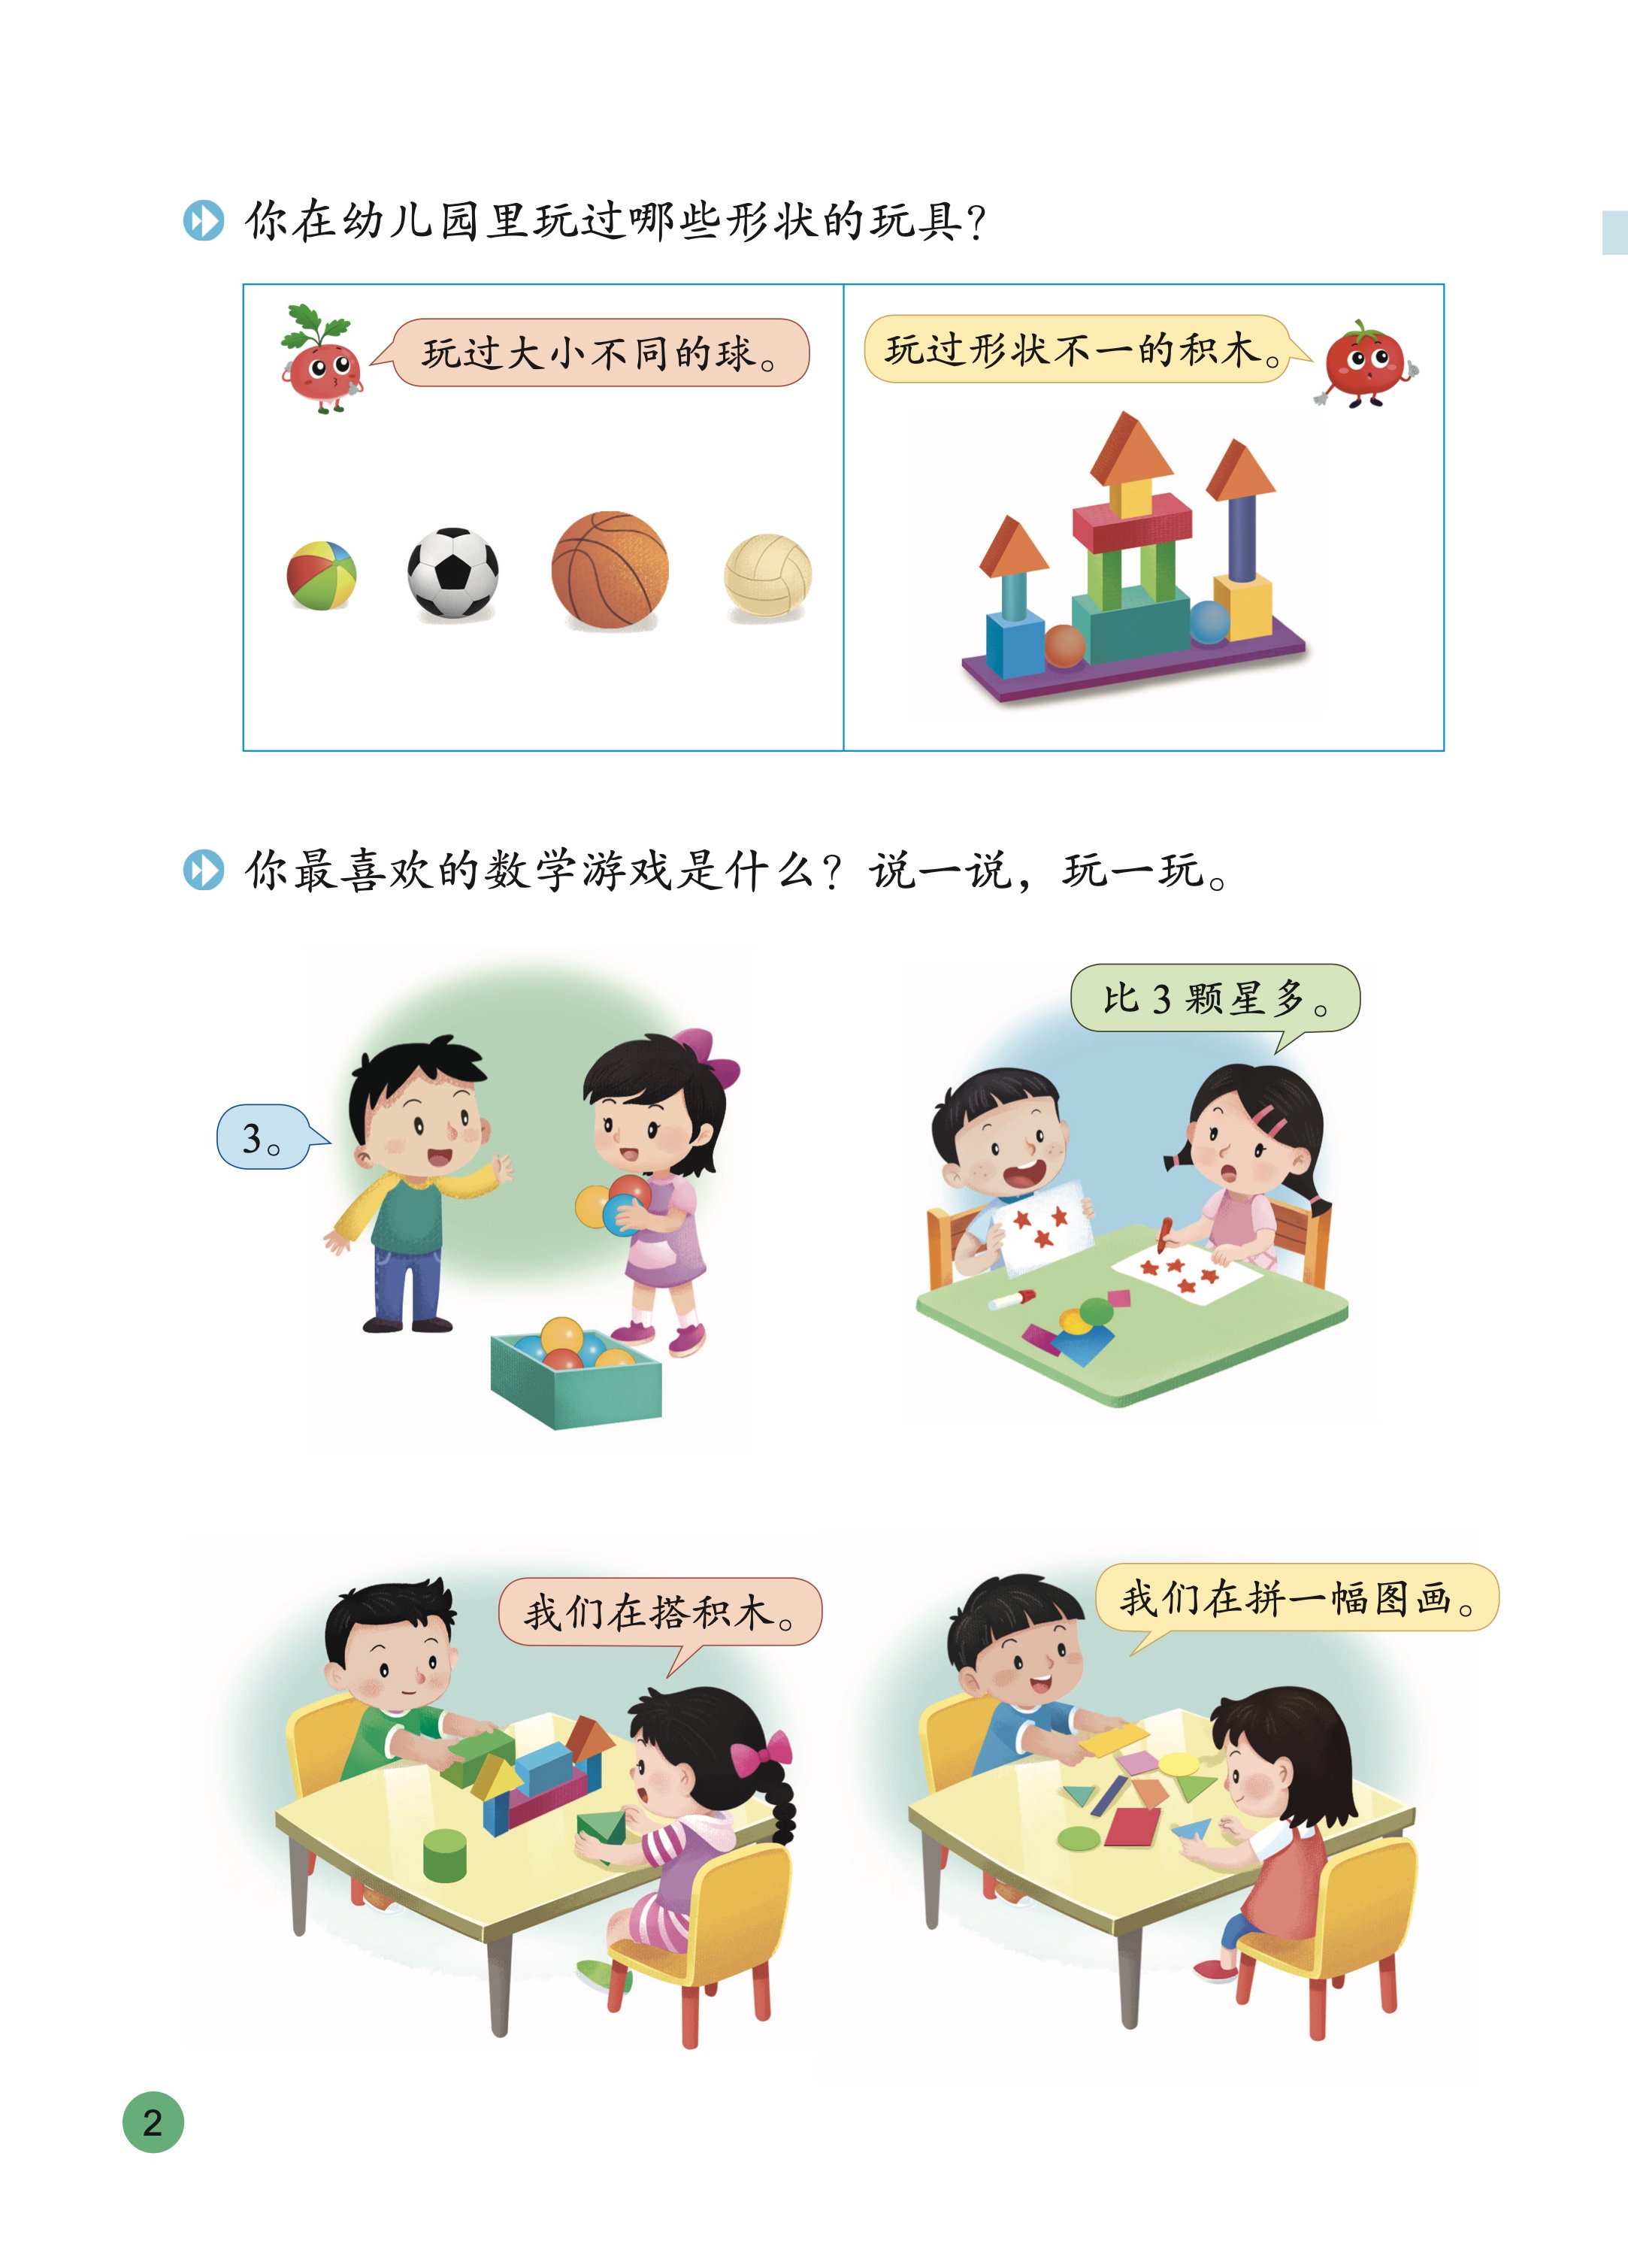 你在幼儿园里玩过哪些形状的玩具？
玩过大小不同的球。
玩过形状不一的积木。
你最喜欢的数学游戏是什么？说一说，玩一玩。
3。
比 3 颗星多。
我们在搭积木。
我们在拼一幅图画。
2